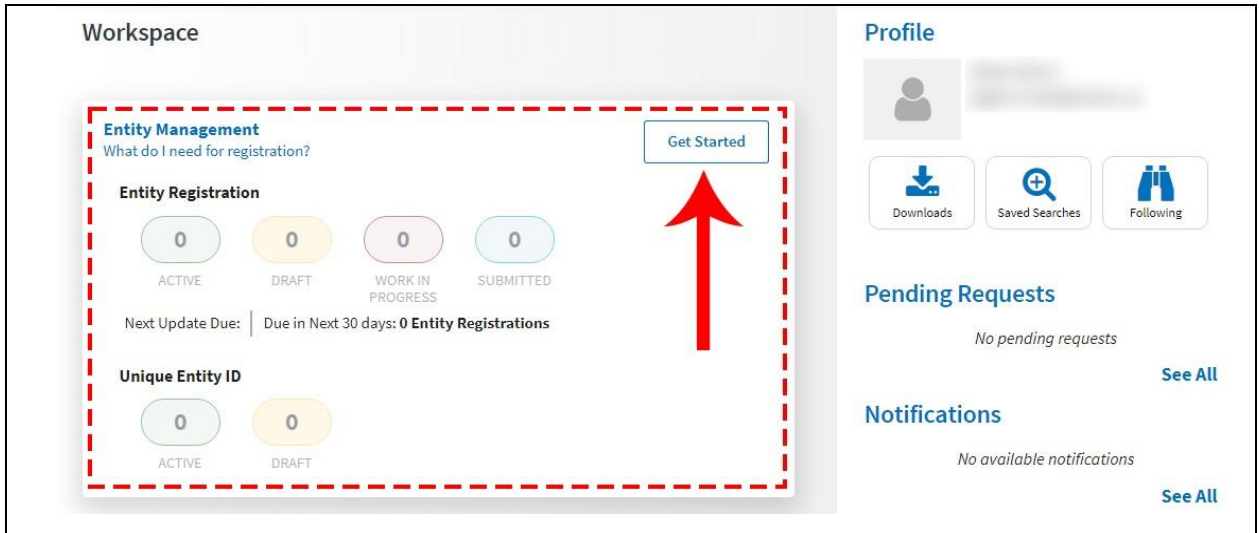 Workspace
Entity Management
What do I need for registration?
Get Started
Entity Registration
0 0 0 0
ACTIVE DRAFT WORK IN PROGRESS SUBMITTED
Next Update Due: Due in Next 30 days: 0 Entity Registrations
Unique Entity ID
0 0
ACTIVE DRAFT
Profile
Downloads Saved Searches Following
Pending Requests
No pending requests
See All
Notifications
No available notifications
See All